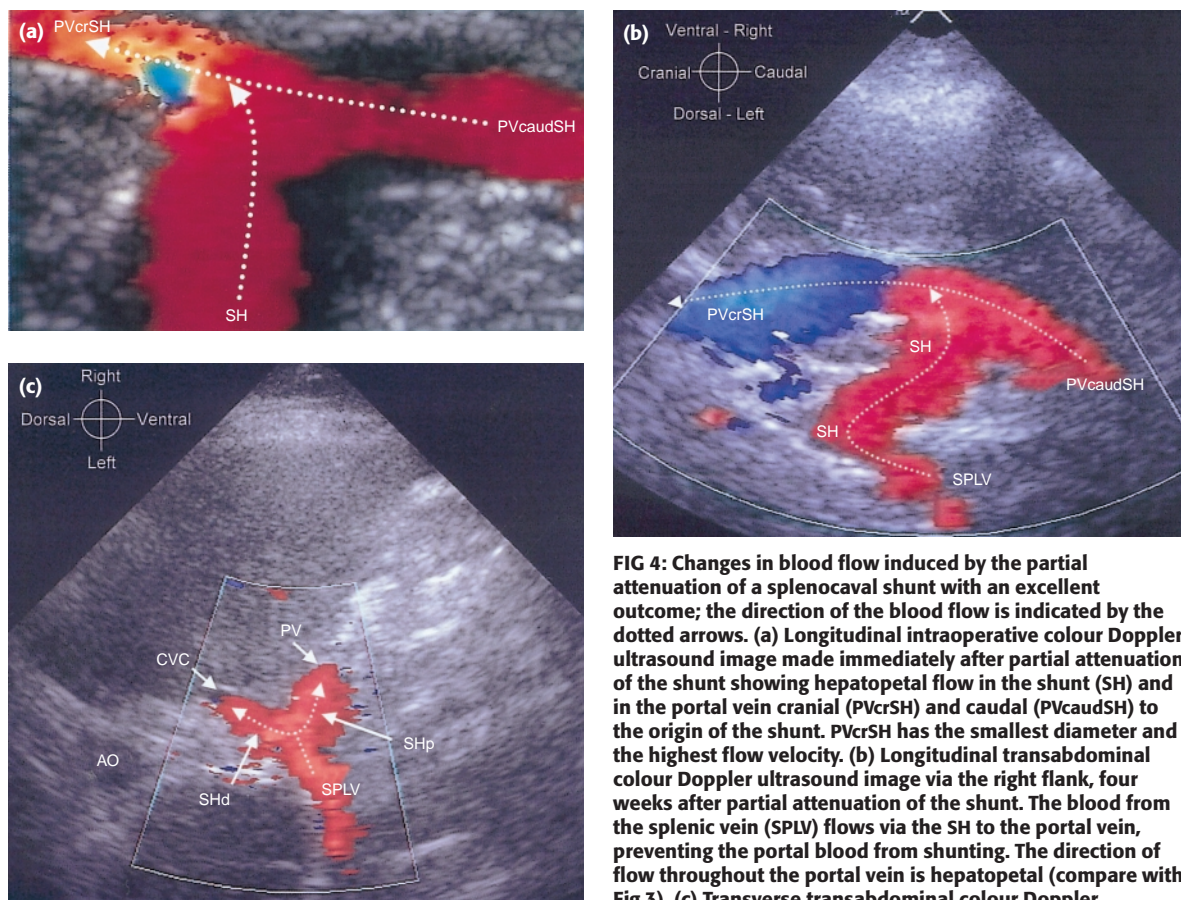 (a)
PVcrSH
PVcaudSH
SH
(b)
Ventral - Right
Cranial
Caudal
Dorsal - Left
PVcrSH
SH
PVcaudSH
SH
SPLV
(c)
Right
Dorsal
Ventral
Left
PV
CVC
SHp
AO
SHd
SPLV
FIG 4: Changes in blood flow induced by the partial
attenuation of a splenocaval shunt with an excellent
outcome; the direction of the blood flow is indicated by the
dotted arrows. (a) Longitudinal intraoperative colour Doppler
ultrasound image made immediately after partial attenuation
of the shunt showing hepatopetal flow in the shunt (SH) and
in the portal vein cranial (PVcrSH) and caudal (PVcaudSH) to
the origin of the shunt. PVcrSH has the smallest diameter and
the highest flow velocity. (b) Longitudinal transabdominal
colour Doppler ultrasound image via the right flank, four
weeks after partial attenuation of the shunt. The blood from
the splenic vein (SPLV) flows via the SH to the portal vein,
preventing the portal blood from shunting. The direction of
flow throughout the portal vein is hepatopetal (compare with
Fig 3). (c) Transverse transabdominal colour Doppler